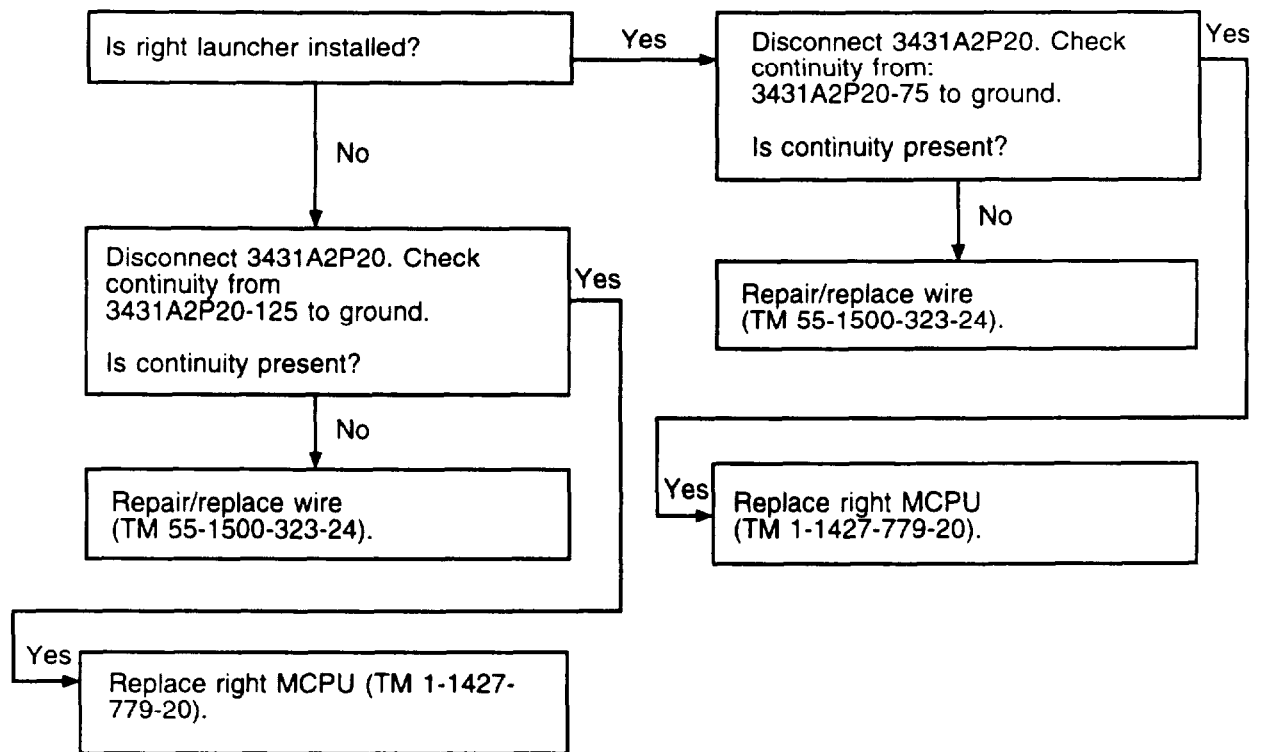 Is right launcher installed?
Yes
Disconnect 3431A2P20. Check
continuity from:
3431A2P20-75 to ground.
Is continuity present?
Yes
No
No
Disconnect 3431A2P20. Check
continuity from
3431A2P20-125 to ground.
Is continuity present?
Yes
Repair/replace wire
(TM 55-1500-323-24).
No
Repair/replace wire
(TM 55-1500-323-24).
Yes
Replace right MCPU
(TM 1-1427-779-20).
Yes
Replace right MCPU (TM 1-1427-
779-20).